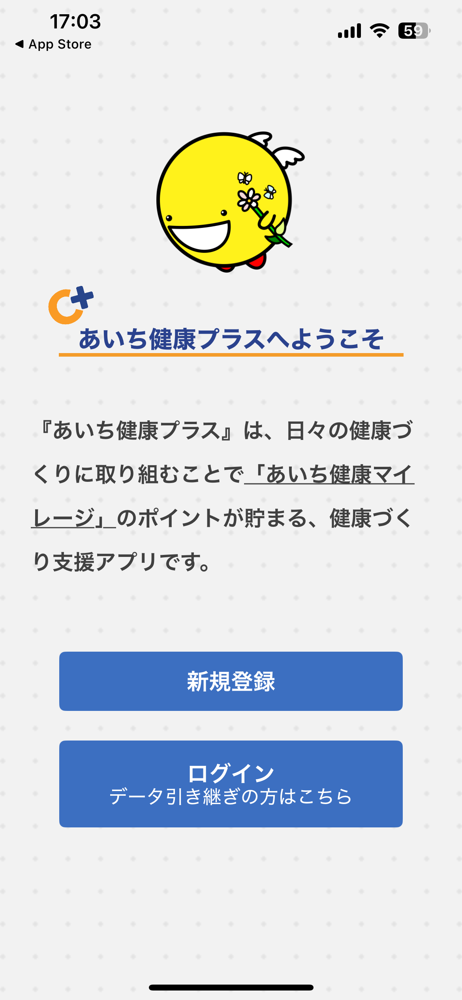 17:03
◀ App Store
59
あいち健康プラスへようこそ
『あいち健康プラス』は、日々の健康づ
くりに取り組むことで「あいち健康マイ
レージ」のポイントが貯まる、健康づく
り支援アプリです。
新規登録
ログイン
データ引き継ぎの方はこちら